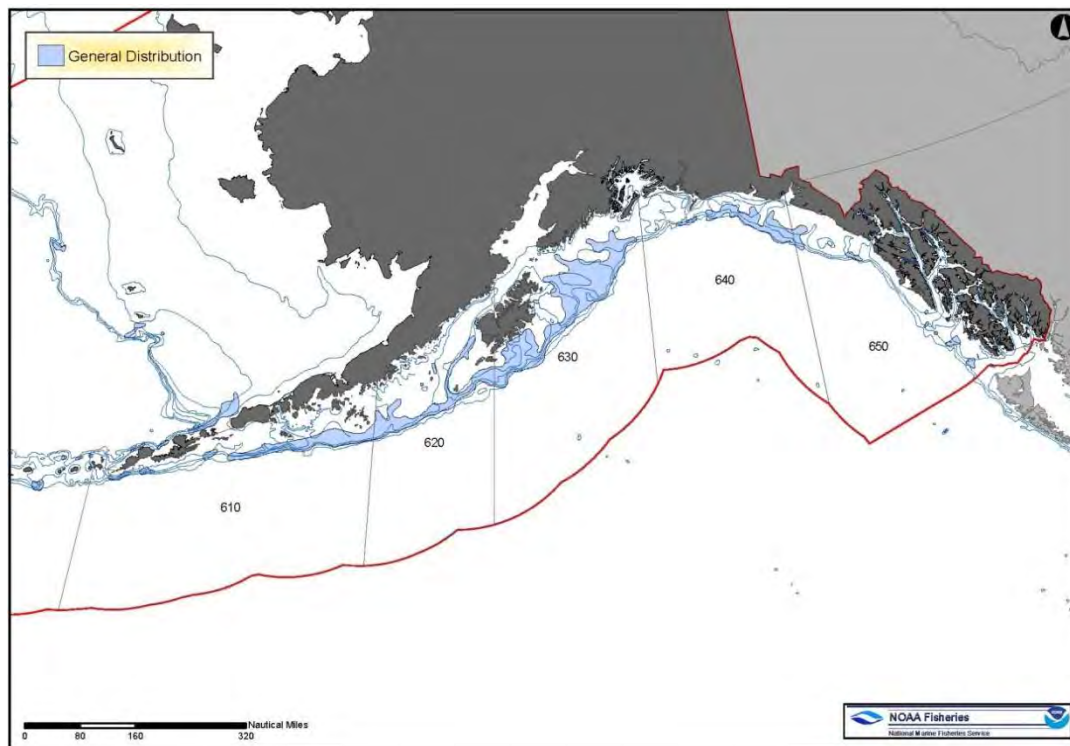 General Distribution
640
650
630
620
610
Nautical Miles
0 80 160 320
NOAA Fisheries
National Marine Fisheries Service